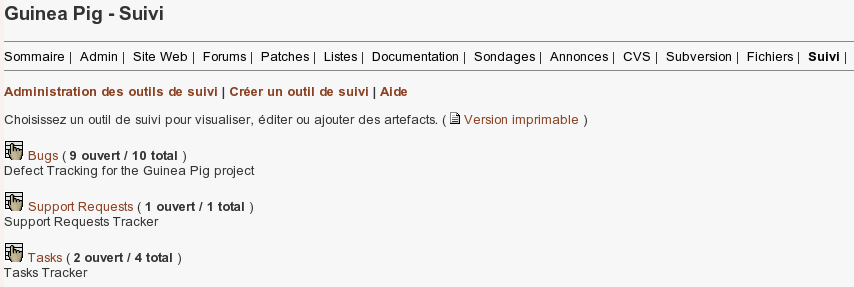 Guinea Pig - Suivi
Sommaire | Admin | Site Web | Forums | Patches | Listes | Documentation | Sondages | Annonces | CVS | Subversion | Fichiers | Suivi |
Administration des outils de suivi | Créer un outil de suivi | Aide
Choisissez un outil de suivi pour visualiser, éditer ou ajouter des artefacts. ( Version imprimable )
Bugs ( 9 ouvert / 10 total )
Defect Tracking for the Guinea Pig project
Support Requests ( 1 ouvert / 1 total )
Support Requests Tracker
Tasks ( 2 ouvert / 4 total )
Tasks Tracker